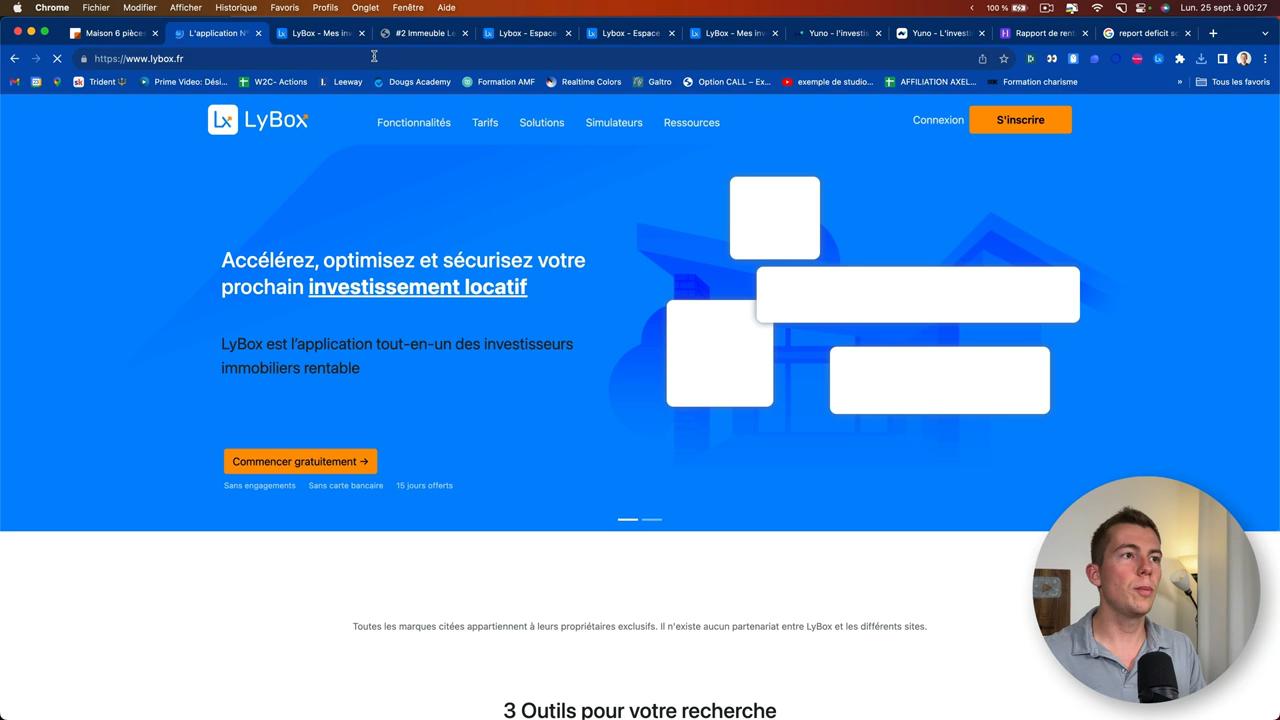 Chrome Fichier Modifier Afficher Historique Favoris Profils Onglet Fenêtre Aide 100 % Lun. 25 sept. à 00:27
Maison 6 pièces L'application N° LyBox - Mes inv #2 Immeuble Le Lybox - Espace Lybox - Espace LyBox - Mes inv Yuno - l'investis Yuno - L'investi Rapport de rent report deficit so
https://www.lybox.fr
Trident Prime Video: Dési... W2C- Actions Leeway Dougs Academy Formation AMF Realtime Colors Galtro Option CALL – Ex... exemple de studio... AFFILIATION AXEL... Formation charisme » Tous les favoris
Lx LyBox Fonctionnalités Tarifs Solutions Simulateurs Ressources Connexion S'inscrire
Accélérez, optimisez et sécurisez votre
prochain investissement locatif
LyBox est l'application tout-en-un des investisseurs
immobiliers rentable
Commencer gratuitement →
Sans engagements Sans carte bancaire 15 jours offerts
Toutes les marques citées appartiennent à leurs propriétaires exclusifs. Il n'existe aucun partenariat entre LyBox et les différents sites.
3 Outils pour votre recherche